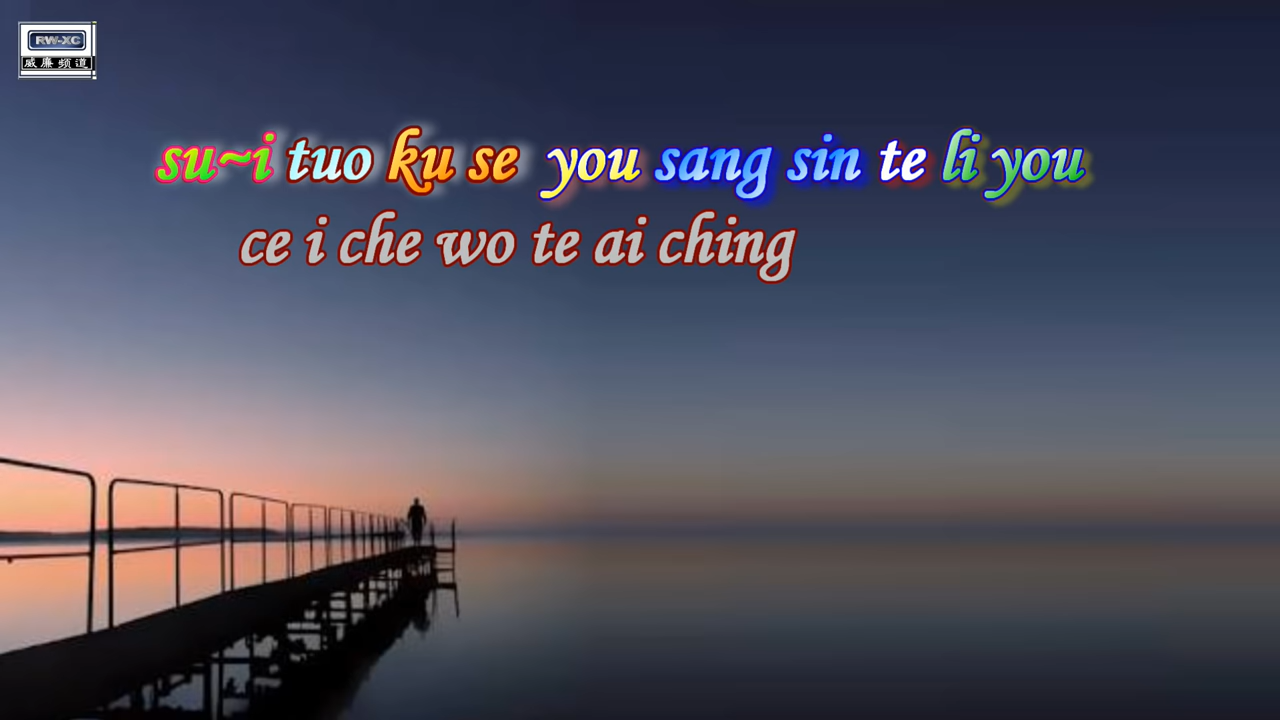 RW-XC
威廉频道
su~i tuo ku se you sang sin te li you
ce i che wo te ai ching